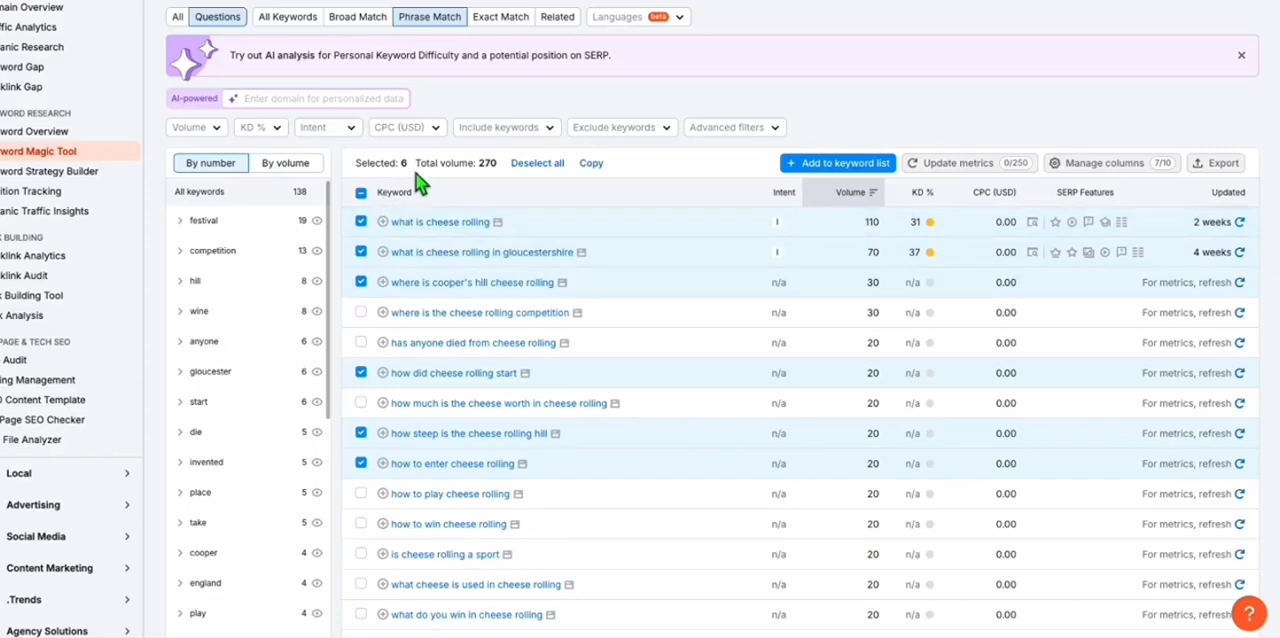 main Overview
ffic Analytics
anic Research
word Gap
klink Gap
WORD RESEARCH
word Overview
word Magic Tool
word Strategy Builder
ition Tracking
anic Traffic Insights
K BUILDING
klink Analytics
klink Audit
k Building Tool
k Analysis
PAGE & TECH SEO
Audit
ing Management
O Content Template
Page SEO Checker
File Analyzer
Local
Advertising
Social Media
Content Marketing
.Trends
Agency Solutions
All Questions All Keywords Broad Match Phrase Match Exact Match Related Languages beta
Try out AI analysis for Personal Keyword Difficulty and a potential position on SERP.
AI-powered Enter domain for personalized data
Volume KD % Intent CPC (USD) Include keywords Exclude keywords Advanced filters
By number By volume
All keywords 138
festival 19
competition 13
hill 8
wine 8
anyone 6
gloucester 6
start 6
die 5
invented 5
place 5
take 5
cooper 4
england 4
play 4
Selected: 6 Total volume: 270 Deselect all Copy + Add to keyword list Update metrics 0/250 Manage columns 7/10 Export
Keyword Intent Volume KD % CPC (USD) SERP Features Updated
what is cheese rolling I 110 31 0.00 2 weeks
what is cheese rolling in gloucestershire I 70 37 0.00 4 weeks
where is cooper's hill cheese rolling n/a 30 n/a 0.00 For metrics, refresh
where is the cheese rolling competition n/a 30 n/a 0.00 For metrics, refresh
has anyone died from cheese rolling n/a 20 n/a 0.00 For metrics, refresh
how did cheese rolling start n/a 20 n/a 0.00 For metrics, refresh
how much is the cheese worth in cheese rolling n/a 20 n/a 0.00 For metrics, refresh
how steep is the cheese rolling hill n/a 20 n/a 0.00 For metrics, refresh
how to enter cheese rolling n/a 20 n/a 0.00 For metrics, refresh
how to play cheese rolling n/a 20 n/a 0.00 For metrics, refresh
how to win cheese rolling n/a 20 n/a 0.00 For metrics, refresh
is cheese rolling a sport n/a 20 n/a 0.00 For metrics, refresh
what cheese is used in cheese rolling n/a 20 n/a 0.00 For metrics, refresh
what do you win in cheese rolling n/a 20 n/a 0.00 For metrics, refresh
?